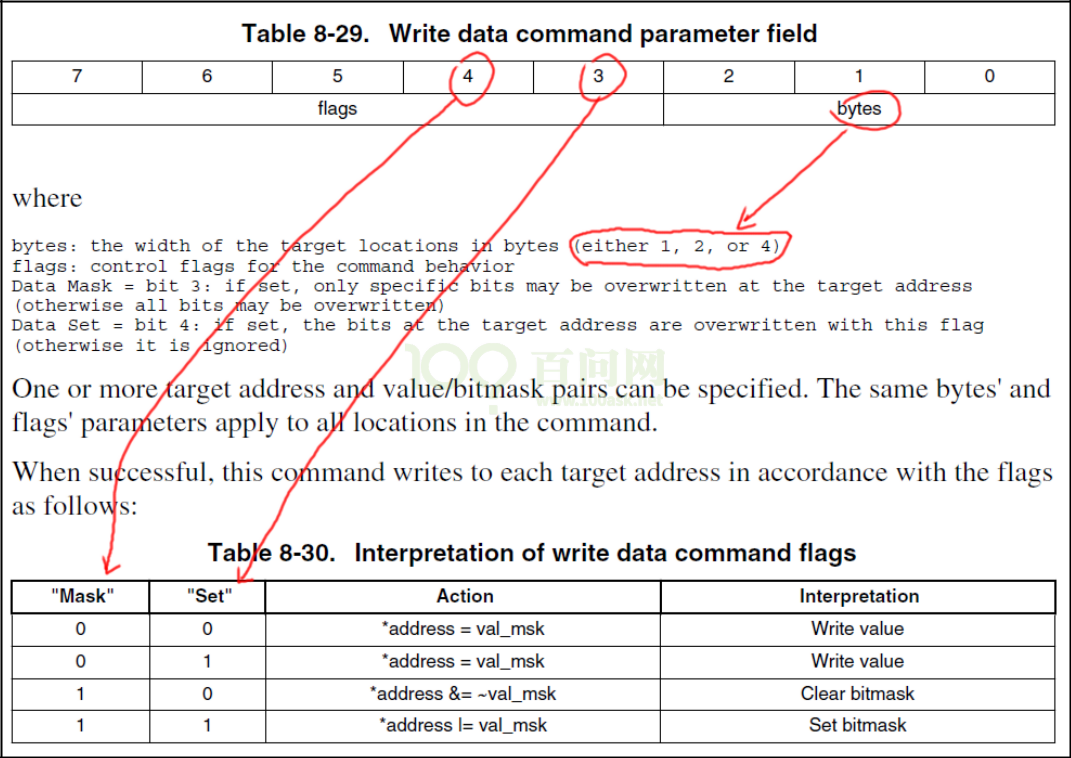 Table 8-29. Write data command parameter field
7 6 5 4 3 2 1 0
flags bytes
where
bytes: the width of the target locations in bytes (either 1, 2, or 4)
flags: control flags for the command behavior
Data Mask = bit 3: if set, only specific bits may be overwritten at the target address
(otherwise all bits may be overwritten)
Data Set = bit 4: if set, the bits at the target address are overwritten with this flag
(otherwise it is ignored)
100 百问网
www.100ask.net
One or more target address and value/bitmask pairs can be specified. The same bytes' and
flags' parameters apply to all locations in the command.
When successful, this command writes to each target address in accordance with the flags
as follows:
Table 8-30. Interpretation of write data command flags
"Mask" "Set" Action Interpretation
0 0 *address = val_msk Write value
0 1 *address = val_msk Write value
1 0 *address &= ~val_msk Clear bitmask
1 1 *address |= val_msk Set bitmask